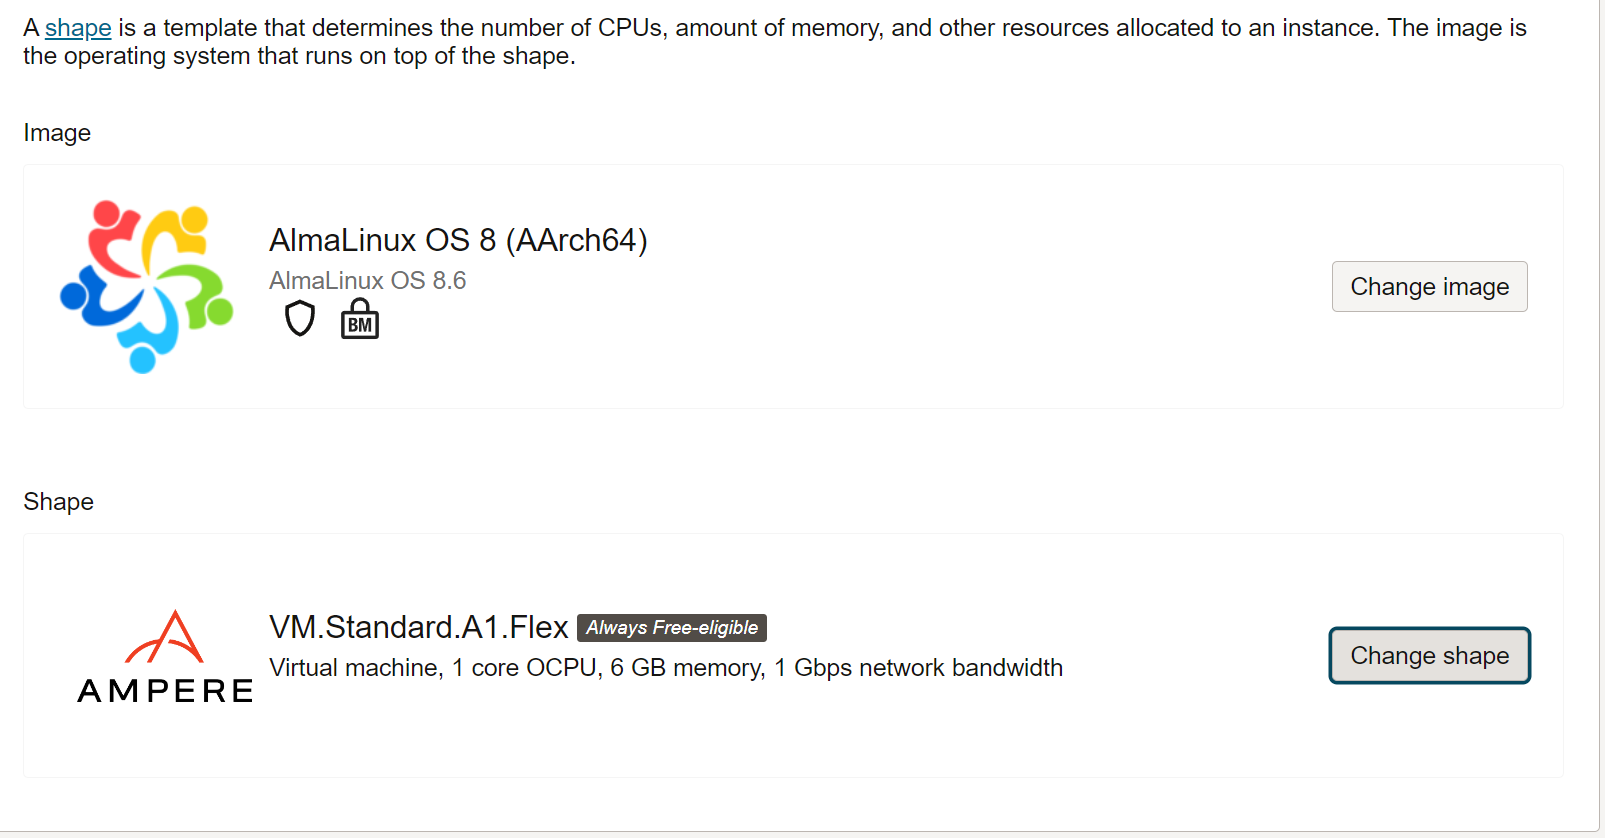 A shape is a template that determines the number of CPUs, amount of memory, and other resources allocated to an instance. The image is
the operating system that runs on top of the shape.
Image
AlmaLinux OS 8 (AArch64)
AlmaLinux OS 8.6
BM
Change image
Shape
AMPERE
VM.Standard.A1.Flex Always Free-eligible
Virtual machine, 1 core OCPU, 6 GB memory, 1 Gbps network bandwidth
Change shape